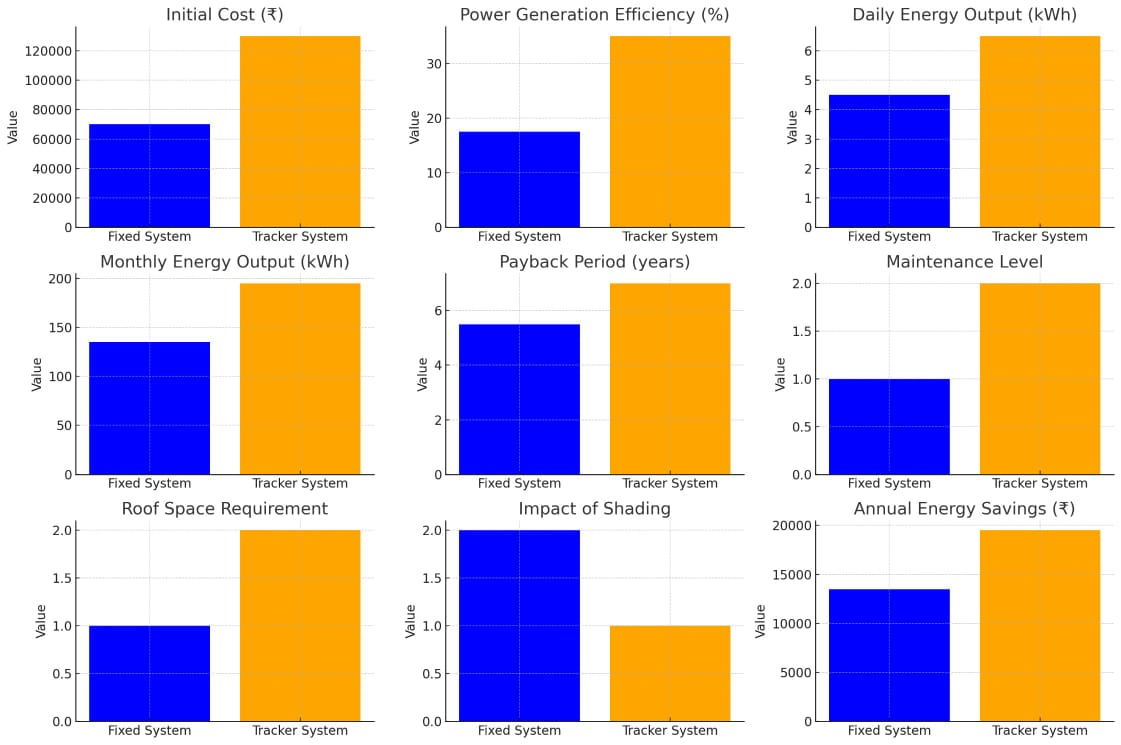 Initial Cost (₹)
Value
120000
100000
80000
60000
40000
20000
0
Fixed System
Tracker System
Power Generation Efficiency (%)
Value
30
20
10
0
Fixed System
Tracker System
Daily Energy Output (kWh)
Value
6
5
4
3
2
1
0
Fixed System
Tracker System
Monthly Energy Output (kWh)
Value
200
150
100
50
0
Fixed System
Tracker System
Payback Period (years)
Value
6
4
2
0
Fixed System
Tracker System
Maintenance Level
Value
2.0
1.5
1.0
0.5
0.0
Fixed System
Tracker System
Roof Space Requirement
Value
2.0
1.5
1.0
0.5
0.0
Fixed System
Tracker System
Impact of Shading
Value
2.0
1.5
1.0
0.5
0.0
Fixed System
Tracker System
Annual Energy Savings (₹)
Value
20000
15000
10000
5000
0
Fixed System
Tracker System